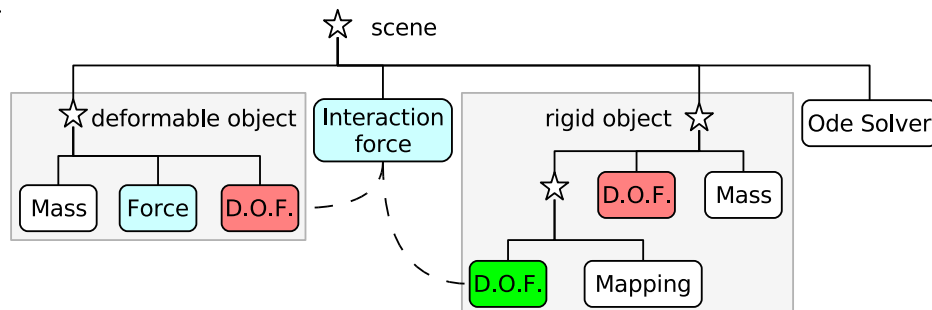 scene
deformable object
Interaction
force
rigid object
Ode Solver
Mass
Force
D.O.F.
D.O.F.
Mass
D.O.F.
Mapping